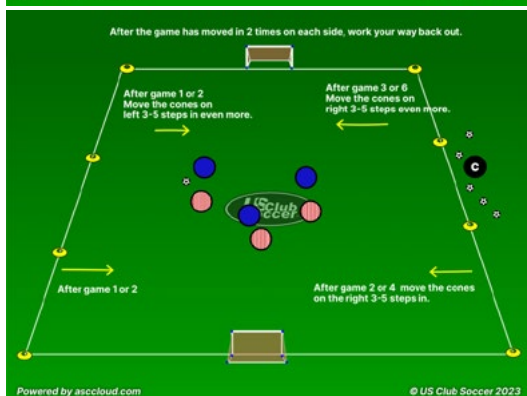 After the game has moved in 2 times on each side, work your way back out.
After game 1 or 2
Move the cones on
left 3-5 steps in even more.
After game 3 or 6
Move the cones on
right 3-5 steps even more.
C
US Club
Soccer
After game 1 or 2
After game 2 or 4 move the cones
on the right 3-5 steps in.
Powered by asccloud.com
© US Club Soccer 2023